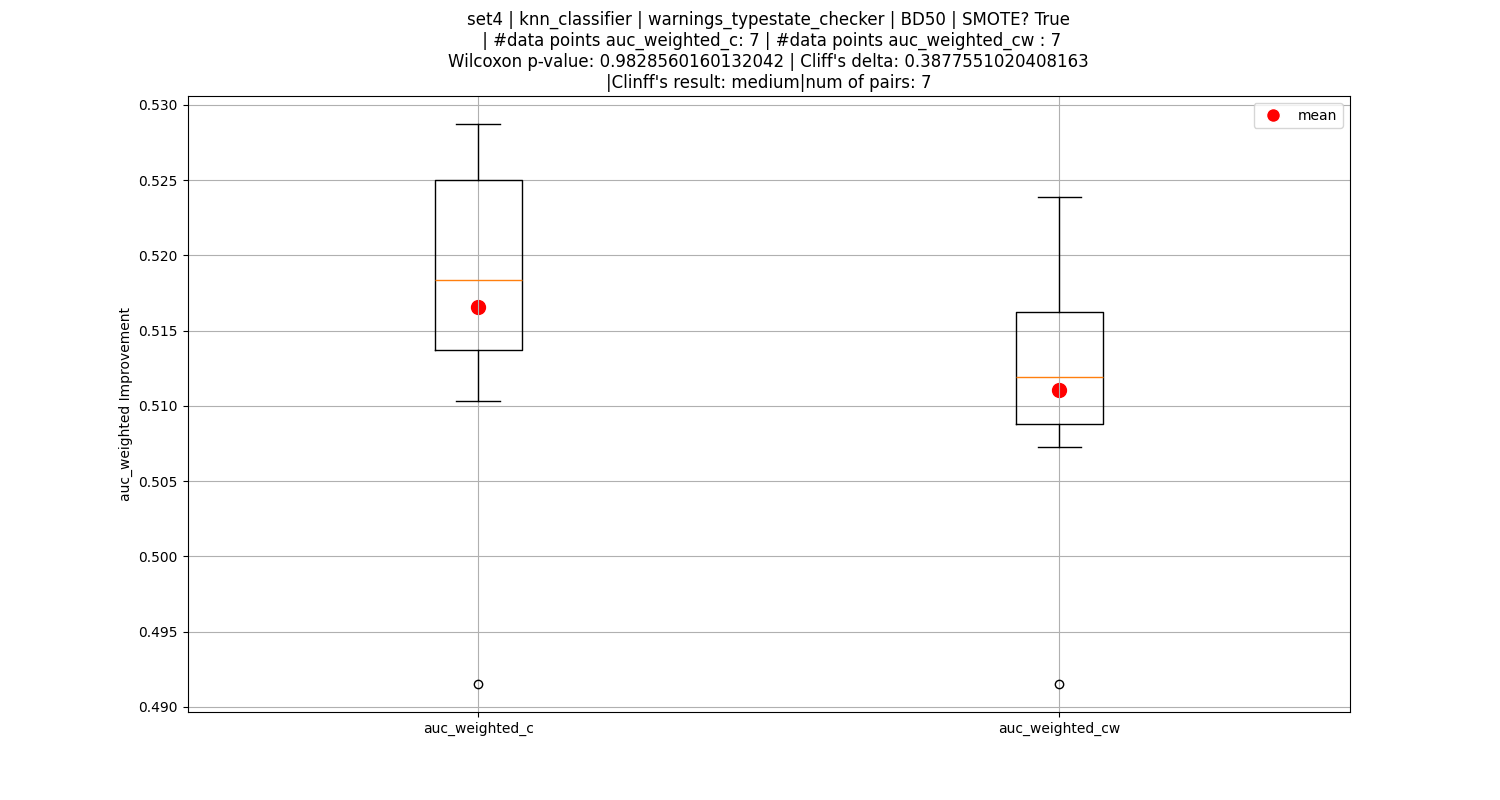 set4 | knn_classifier | warnings_typestate_checker | BD50 | SMOTE? True
| #data points auc_weighted_c: 7 | #data points auc_weighted_cw : 7
Wilcoxon p-value: 0.9828560160132042 | Cliff's delta: 0.3877551020408163
|Clinff's result: medium|num of pairs: 7
mean
auc_weighted Improvement
0.530
0.525
0.520
0.515
0.510
0.505
0.500
0.495
0.490
auc_weighted_c
auc_weighted_cw